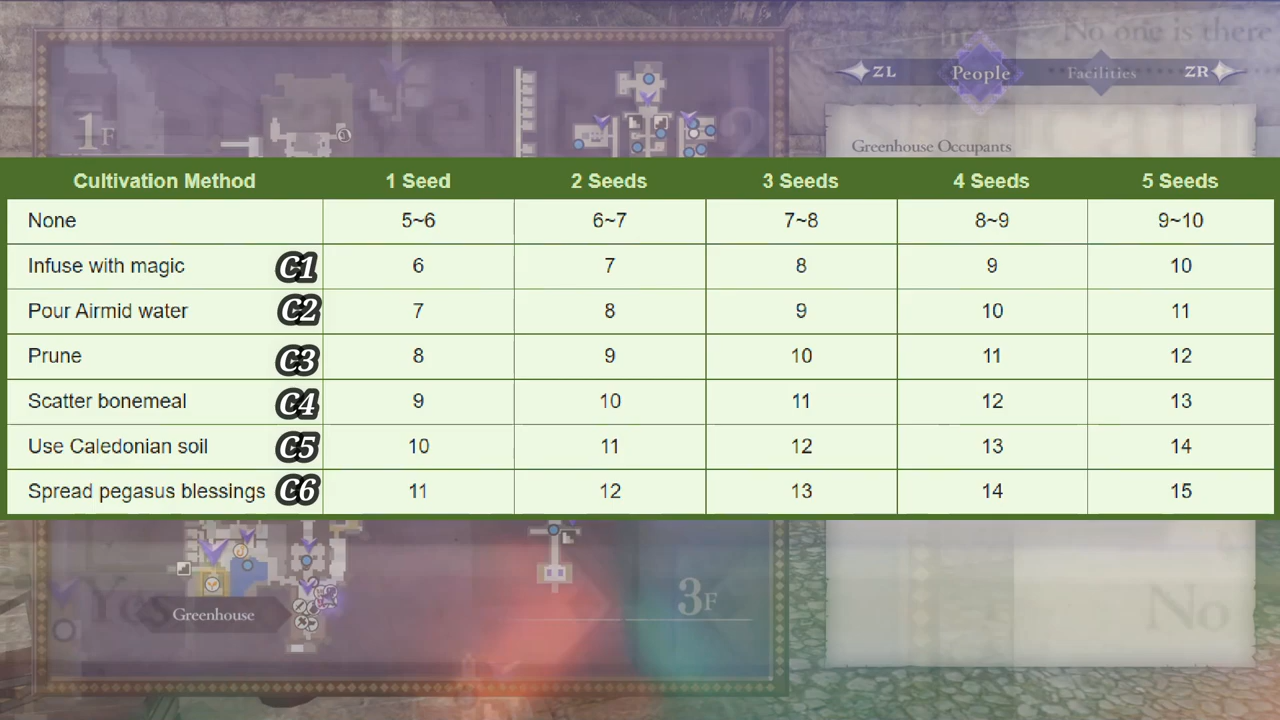 No one is there
ZL People Facilities ZR
1F
2
Greenhouse Occupants
Cultivation Method 1 Seed 2 Seeds 3 Seeds 4 Seeds 5 Seeds
None 5~6 6~7 7~8 8~9 9~10
Infuse with magic C1 6 7 8 9 10
Pour Airmid water C2 7 8 9 10 11
Prune C3 8 9 10 11 12
Scatter bonemeal C4 9 10 11 12 13
Use Caledonian soil C5 10 11 12 13 14
Spread pegasus blessings C6 11 12 13 14 15
Yes
Greenhouse
3F
No